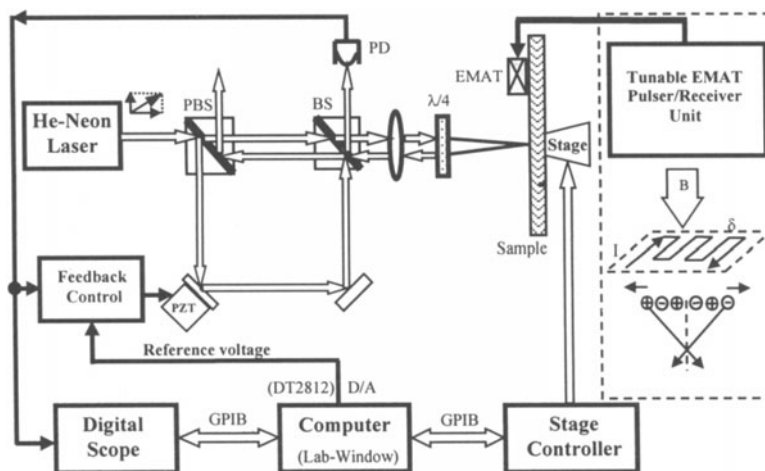 PD
EMAT
Tunable EMAT
Pulser/Receiver
Unit
PBS
BS
λ/4
He-Neon
Laser
Stage
B
Sample
I
δ
Feedback
Control
PZT
Reference voltage
(DT2812)
D/A
Digital
Scope
GPIB
Computer
(Lab-Window)
GPIB
Stage
Controller